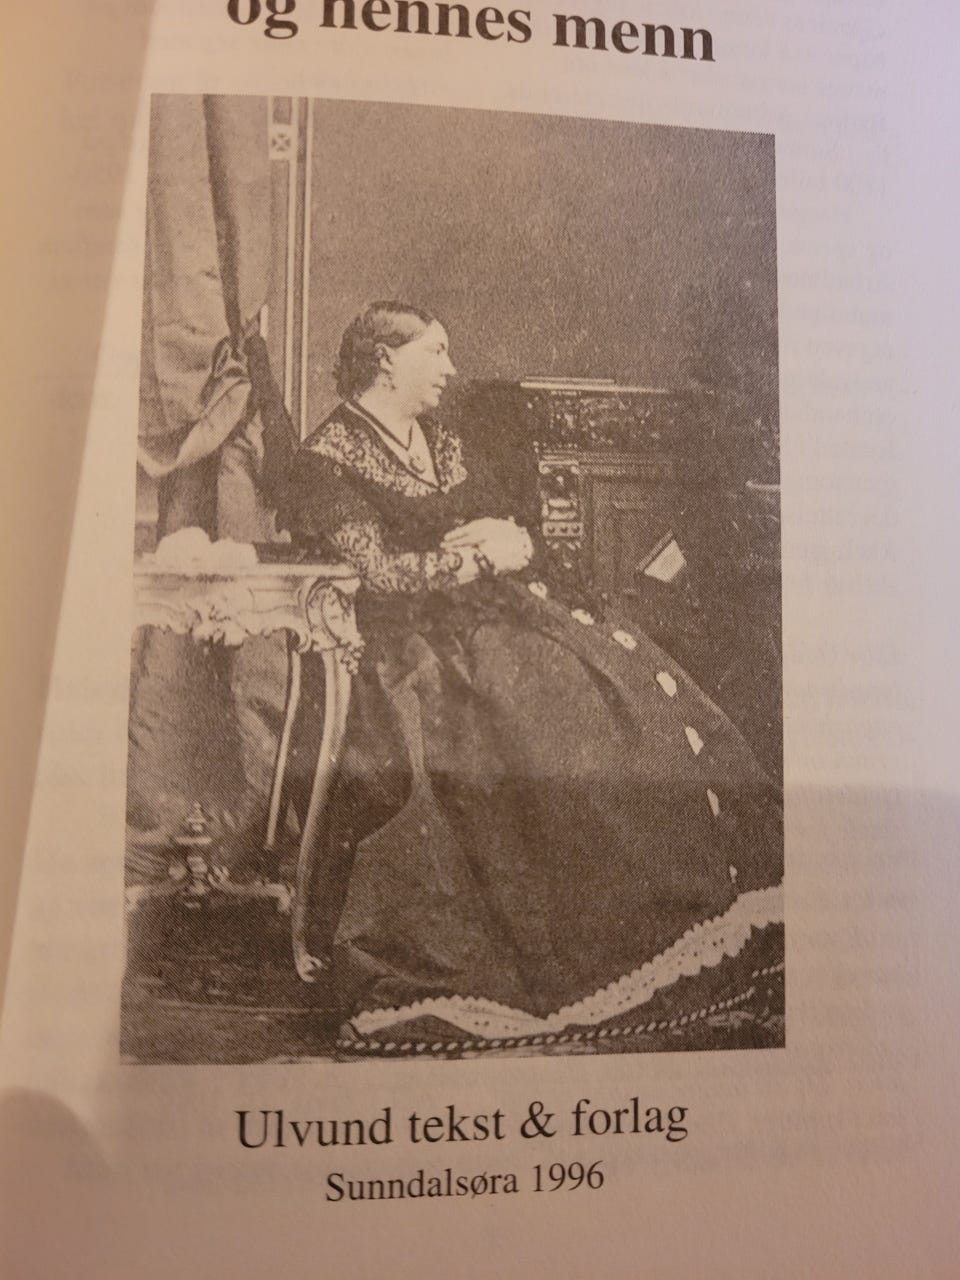 og hennes menn
Ulvund tekst & forlag
Sunndalsøra 1996